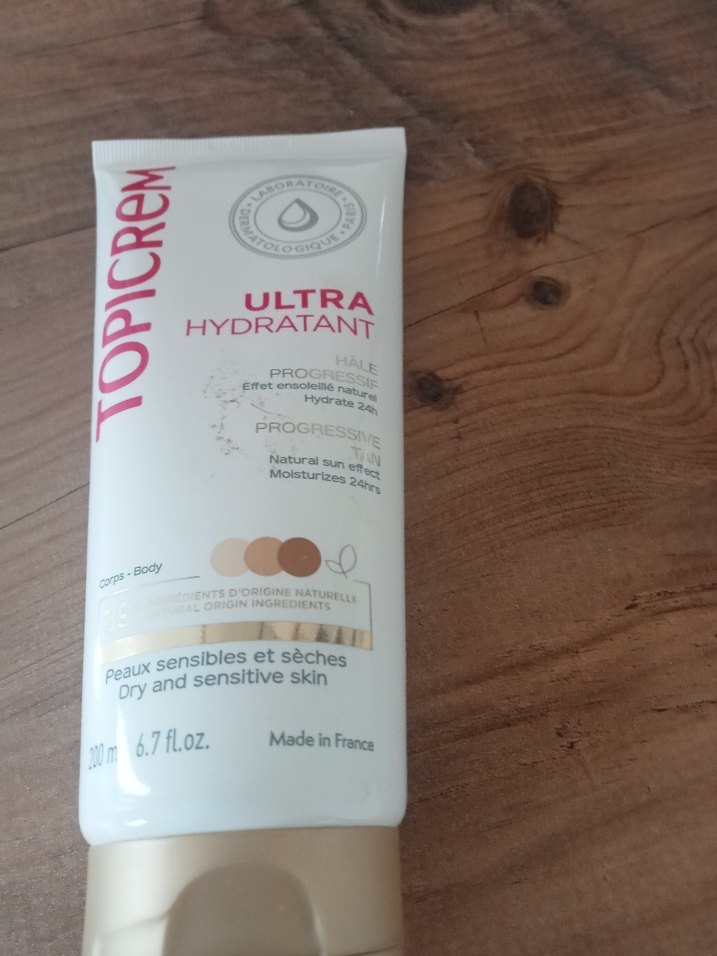 TOPICREM
LABORATOIRE
DERMATOLOGIQUE • PARIS
ULTRA
HYDRATANT
HÂLE
PROGRESSIF
Effet ensoleillé naturel
Hydrate 24h
PROGRESSIVE
TAN
Natural sun effect
Moisturizes 24hrs
Corps - Body
INGRÉDIENTS D'ORIGINE NATURELLE
NATURAL ORIGIN INGREDIENTS
Peaux sensibles et sèches
Dry and sensitive skin
200 ml 6.7 fl.oz.
Made in France